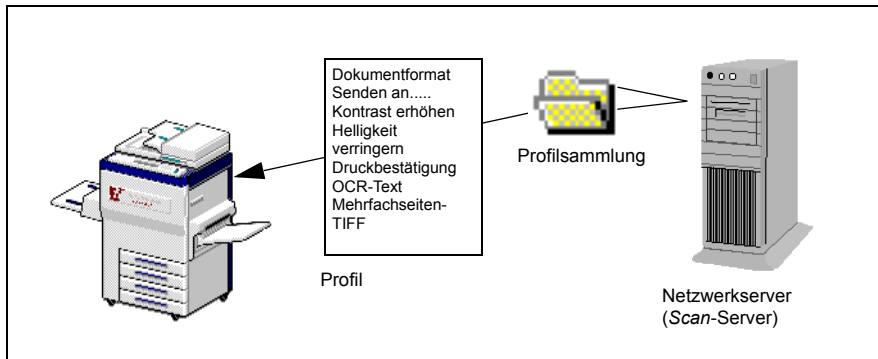 Dokumentformat
Senden an.....
Kontrast erhöhen
Helligkeit
verringern
Druckbestätigung
OCR-Text
Mehrfachseiten-
TIFF
Profil
Profilsammlung
Netzwerkserver
(Scan-Server)